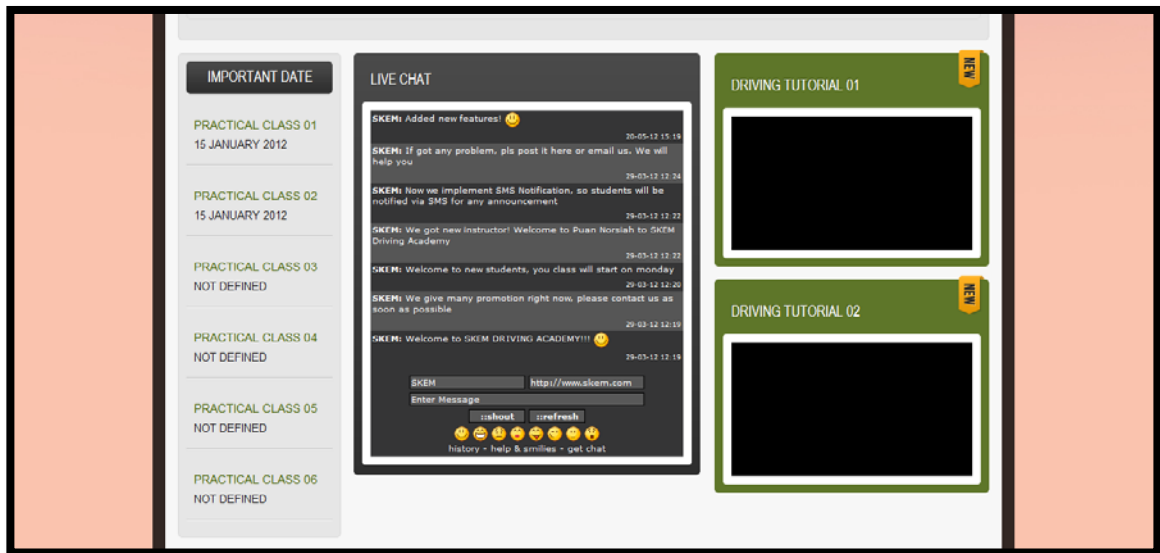 IMPORTANT DATE
PRACTICAL CLASS 01
15 JANUARY 2012
PRACTICAL CLASS 02
15 JANUARY 2012
PRACTICAL CLASS 03
NOT DEFINED
PRACTICAL CLASS 04
NOT DEFINED
PRACTICAL CLASS 05
NOT DEFINED
PRACTICAL CLASS 06
NOT DEFINED
LIVE CHAT
SKEM: Added new features!
20-05-12 15:19
SKEM: If got any problem, pls post it here or email us. We will
help you
29-03-12 12:24
SKEM: Now we implement SMS Notification, so students will be
notified via SMS for any announcement
29-03-12 12:22
SKEM: We got new instructor! Welcome to Puan Norsiah to SKEM
Driving Academy
29-03-12 12:22
SKEM: Welcome to new students, you class will start on monday
29-03-12 12:20
SKEM: We give many promotion right now, please contact us as
soon as possible
29-03-12 12:19
SKEM: Welcome to SKEM DRIVING ACADEMY!!!
29-03-12 12:19
SKEM http://www.skem.com
Enter Message
::shout ::refresh
history - help & smilies - get chat
DRIVING TUTORIAL 01
NEW
DRIVING TUTORIAL 02
NEW